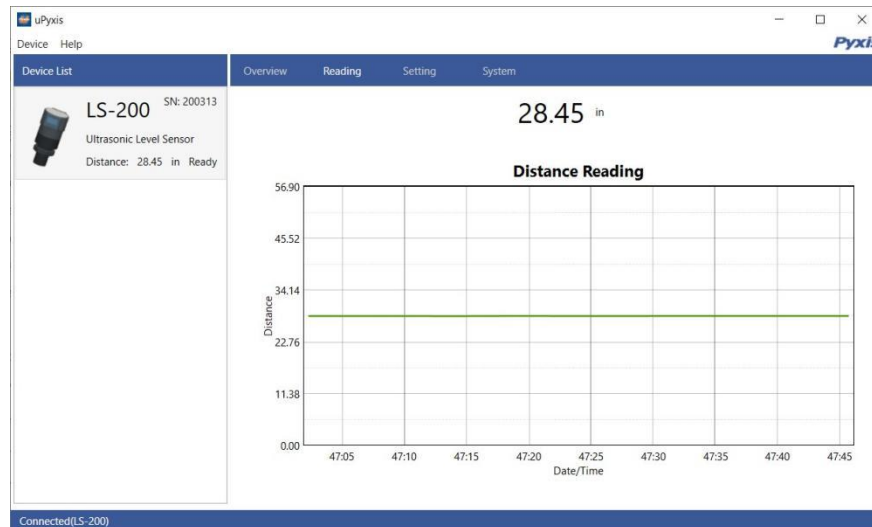 uPyxis
Device Help
Device List
Overview Reading Setting System
LS-200 SN: 200313
Ultrasonic Level Sensor
Distance: 28.45 in Ready
28.45 in
Distance Reading
56.90
45.52
34.14
22.76
11.38
0.00
Distance
47:05 47:10 47:15 47:20 47:25 47:30 47:35 47:40 47:45
Date/Time
Connected(LS-200)